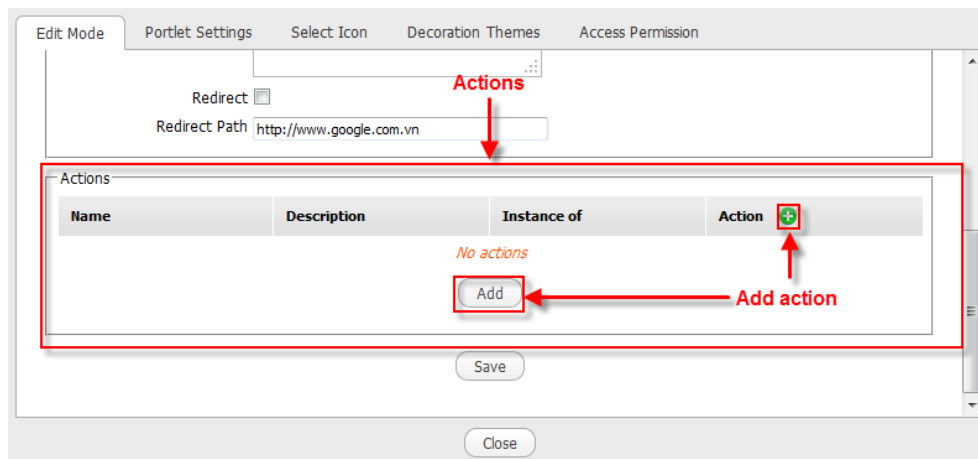 Edit Mode Portlet Settings Select Icon Decoration Themes Access Permission
Actions
Redirect
Redirect Path http://www.google.com.vn
Actions
Name Description Instance of Action
No actions
Add
Add action
Save
Close